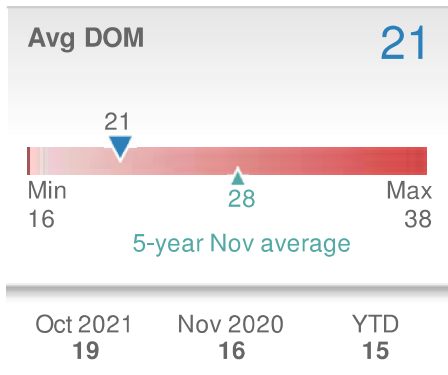 Avg DOM 21
21
Min Max
16 28 38
5-year Nov average
Oct 2021 Nov 2020 YTD
19 16 15